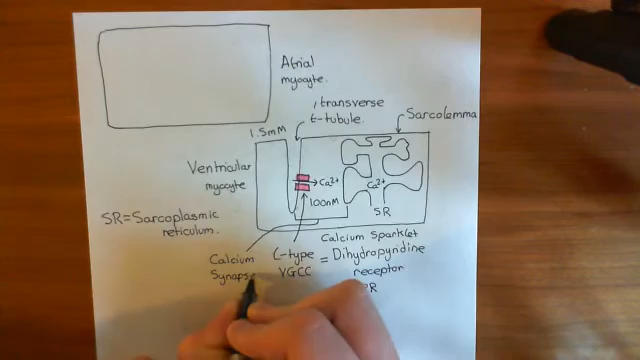 Atrial
myocyte.
transverse
t-tubule.
Sarcolemma
1.5mM
Ventricular
myocyte
Ca2+
Ca2+
100nM
SR
SR = Sarcoplasmic
reticulum.
Calcium Sparklet
Calcium
Synaps
L-type
VGCC
= Dihydropyridine
receptor